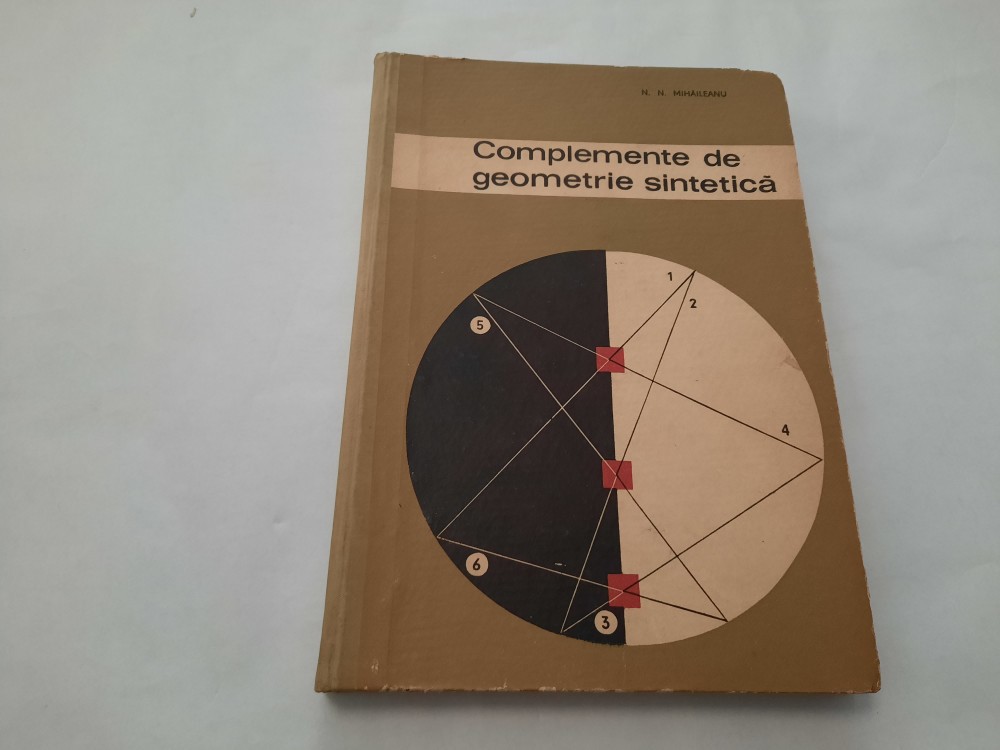 N. N. MIHĂILEANU
Complemente de
geometrie sintetică
1
2
5
4
6
3